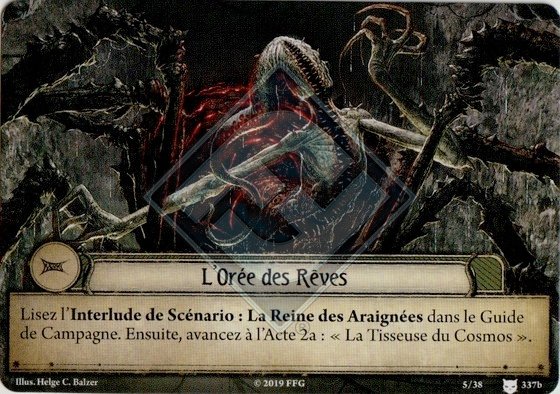 L'Orée des Rêves
Lisez l'Interlude de Scénario : La Reine des Araignées dans le Guide
de Campagne. Ensuite, avancez à l'Acte 2a : « La Tisseuse du Cosmos ».
Illus. Helge C. Balzer
© 2019 FFG
5/38
337b